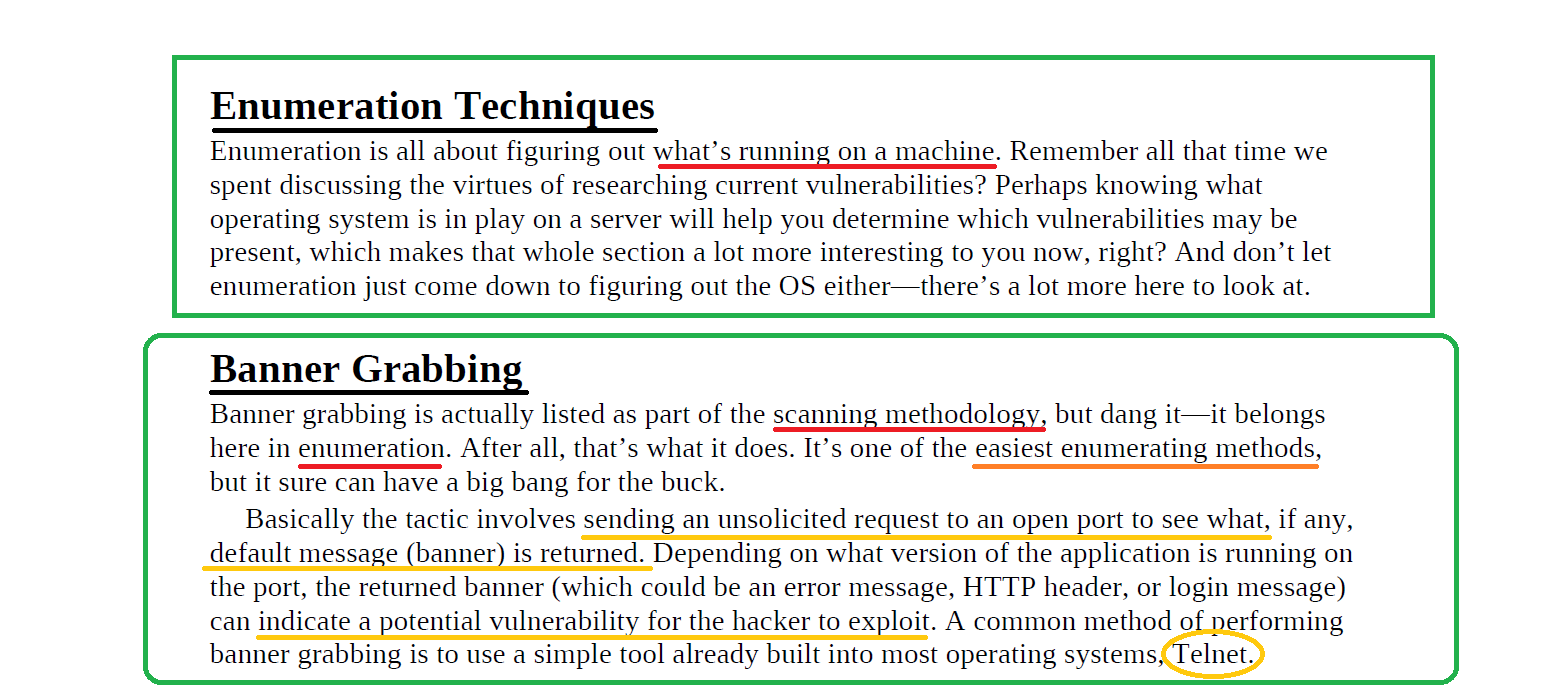 Enumeration Techniques
Enumeration is all about figuring out what’s running on a machine. Remember all that time we
spent discussing the virtues of researching current vulnerabilities? Perhaps knowing what
operating system is in play on a server will help you determine which vulnerabilities may be
present, which makes that whole section a lot more interesting to you now, right? And don’t let
enumeration just come down to figuring out the OS either—there’s a lot more here to look at.
Banner Grabbing
Banner grabbing is actually listed as part of the scanning methodology, but dang it—it belongs
here in enumeration. After all, that’s what it does. It’s one of the easiest enumerating methods,
but it sure can have a big bang for the buck.
Basically the tactic involves sending an unsolicited request to an open port to see what, if any,
default message (banner) is returned. Depending on what version of the application is running on
the port, the returned banner (which could be an error message, HTTP header, or login message)
can indicate a potential vulnerability for the hacker to exploit. A common method of performing
banner grabbing is to use a simple tool already built into most operating systems, Telnet.